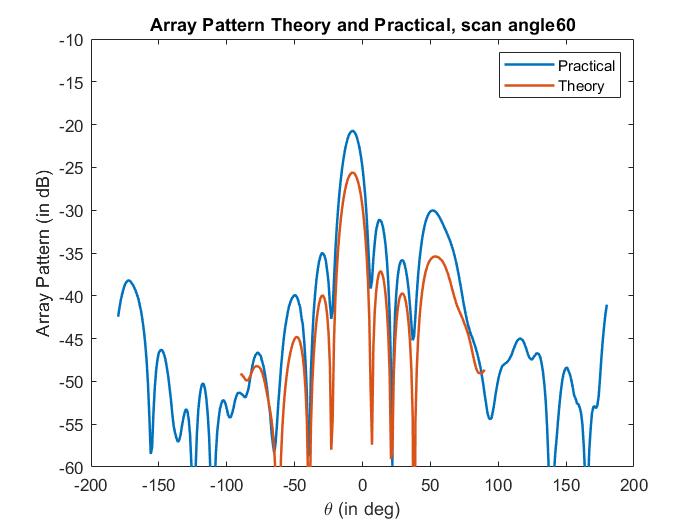 Array Pattern Theory and Practical, scan angle60
Practical
Theory
Array Pattern (in dB)
-10
-15
-20
-25
-30
-35
-40
-45
-50
-55
-60
-200 -150 -100 -50 0 50 100 150 200
θ (in deg)